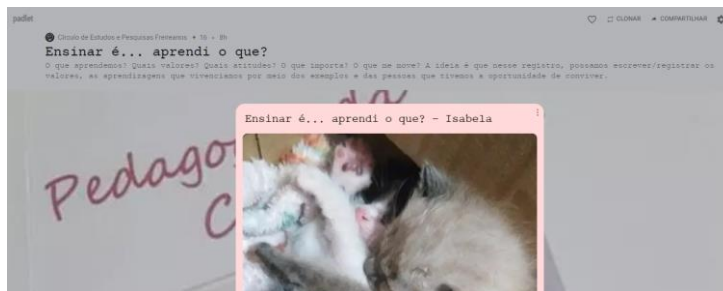 padlet
CLONAR
COMPARTILHAR
Círculo de Estudos e Pesquisas Freireanos • 16 • 8h
Ensinar é... aprendi o que?
O que aprendemos? Quais valores? Quais atitudes? O que importa? O que me move? A ideia é que nesse registro, possamos escrever/registrar os
valores, as aprendizagens que vivenciamos por meio dos exemplos e das pessoas que tivemos a oportunidade de conviver.
Ensinar é... aprendi o que? - Isabela